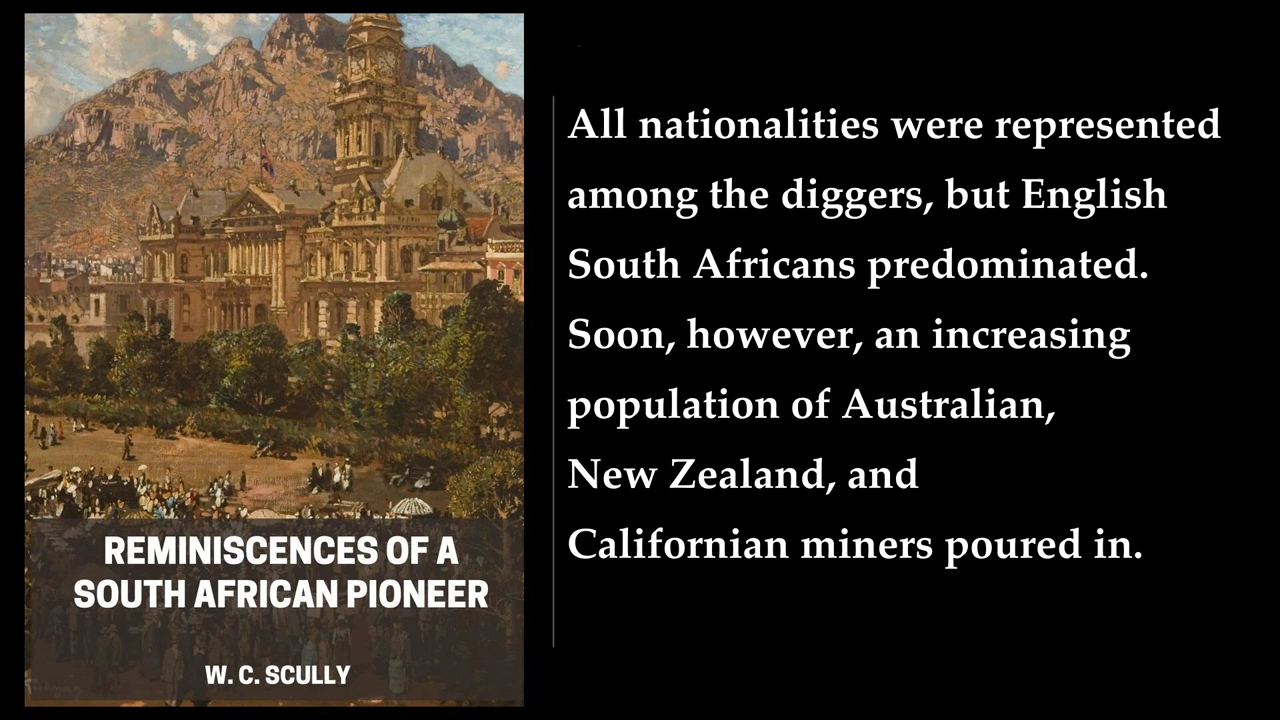 REMINISCENCES OF A
SOUTH AFRICAN PIONEER
W. C. SCULLY
All nationalities were represented
among the diggers, but English
South Africans predominated.
Soon, however, an increasing
population of Australian,
New Zealand, and
Californian miners poured in.